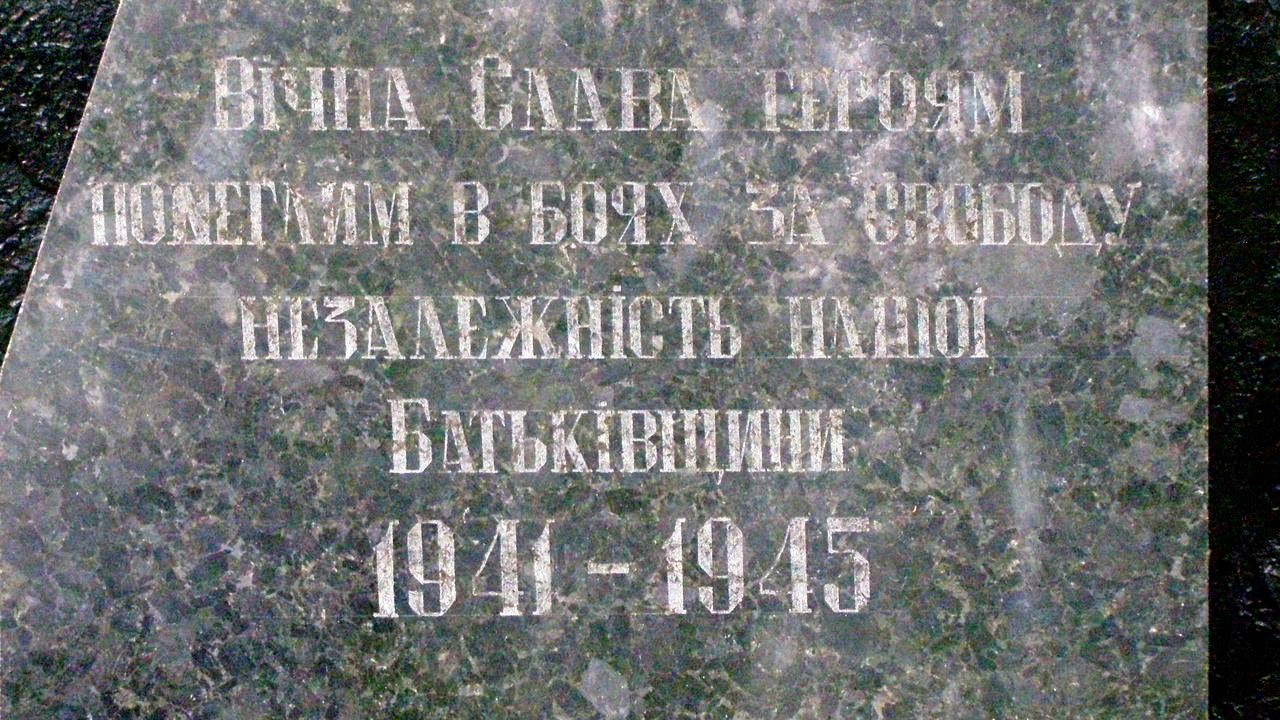 Вічна Слава героям
полеглим в боях за свободу
незалежність нашої
Батьківщини
1941 – 1945